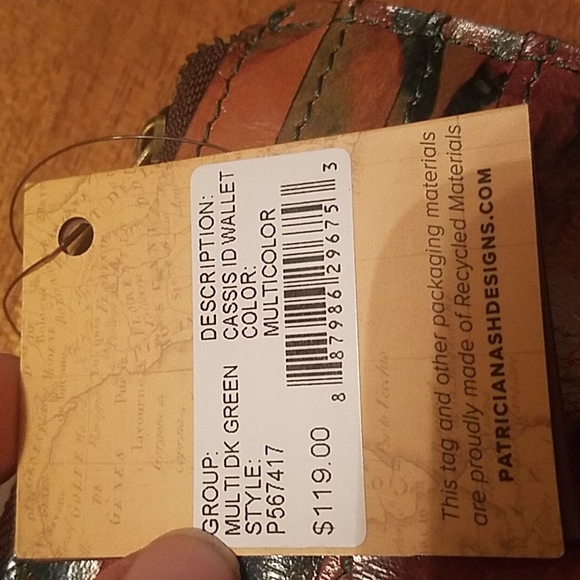 GROUP:
MULTI DK GREEN
STYLE:
P567417
$119.00
DESCRIPTION:
CASSIS ID WALLET
COLOR:
MULTICOLOR
8 87986 29675 3
This tag and other packaging materials
are proudly made of Recycled Materials
PATRICIANASHDESIGNS.COM